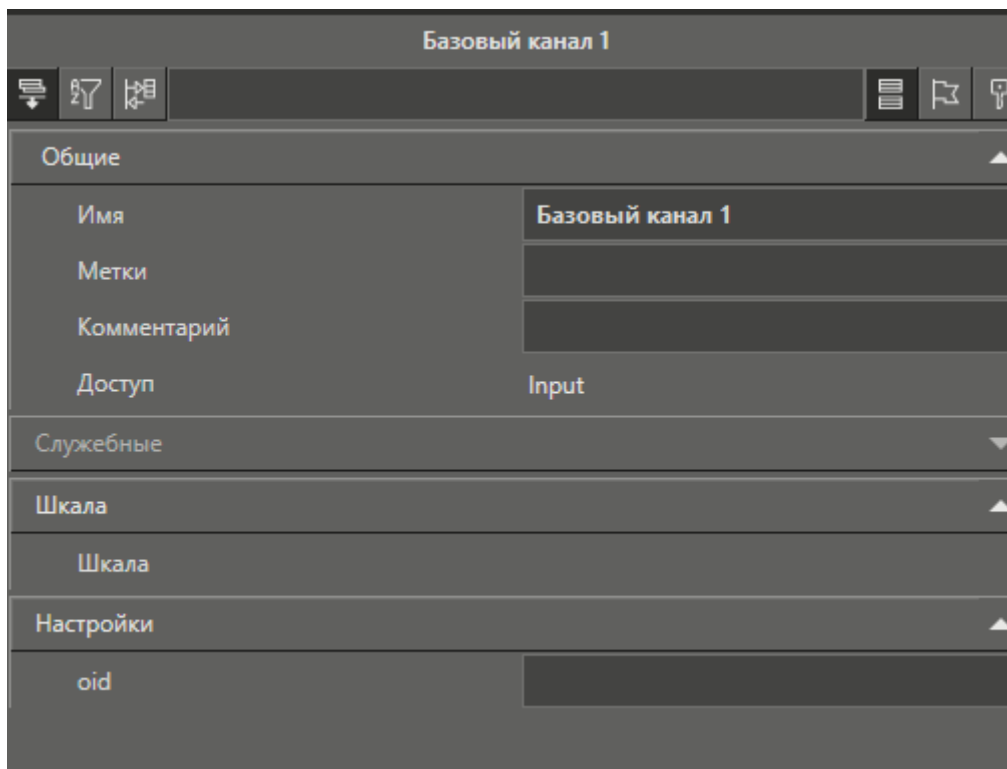 Базовый канал 1
Общие
Имя Базовый канал 1
Метки
Комментарий
Доступ Input
Служебные
Шкала
Шкала
Настройки
oid